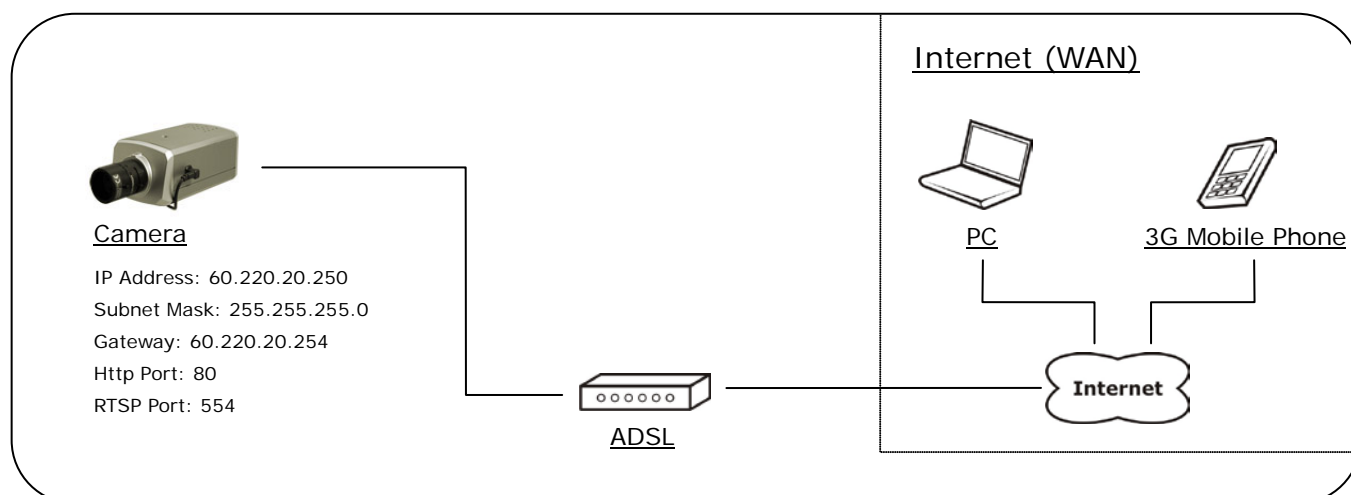 Internet (WAN)
Camera
IP Address: 60.220.20.250
Subnet Mask: 255.255.255.0
Gateway: 60.220.20.254
Http Port: 80
RTSP Port: 554
PC
3G Mobile Phone
Internet
ADSL